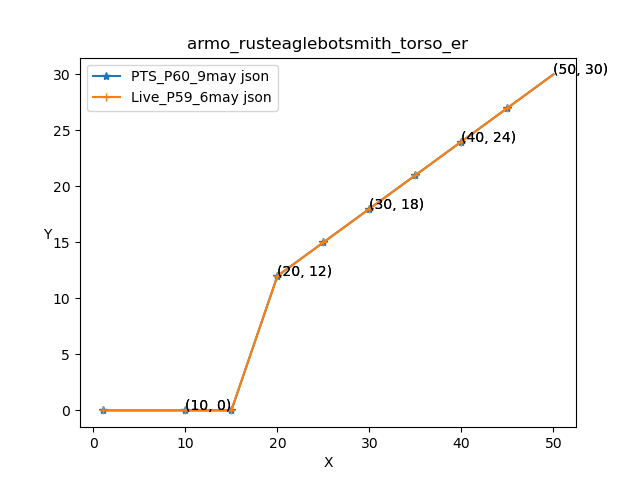 armo_rusteaglebotsmith_torso_er
PTS_P60_9may json
Live_P59_6may json
30
25
20
15
10
5
0
Y
(50, 30)
(40, 24)
(30, 18)
(20, 12)
(10, 0)
0 10 20 30 40 50
X